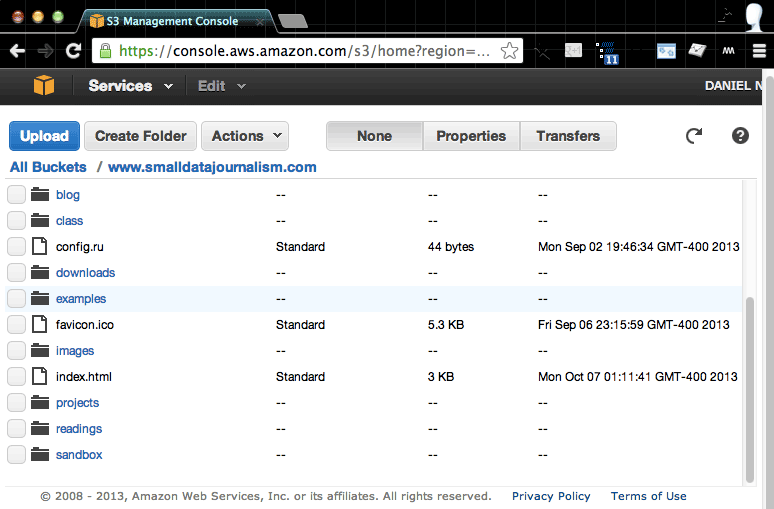 S3 Management Console
https://console.aws.amazon.com/s3/home?region=...
11
Services Edit DANIEL N
Upload Create Folder Actions None Properties Transfers ?
All Buckets / www.smalldatajournalism.com
blog -- -- --
class -- -- --
config.ru Standard 44 bytes Mon Sep 02 19:46:34 GMT-400 2013
downloads -- -- --
examples -- -- --
favicon.ico Standard 5.3 KB Fri Sep 06 23:15:59 GMT-400 2013
images -- -- --
index.html Standard 3 KB Mon Oct 07 01:11:41 GMT-400 2013
projects -- -- --
readings -- -- --
sandbox -- -- --
© 2008 - 2013, Amazon Web Services, Inc. or its affiliates. All rights reserved. Privacy Policy Terms of Use